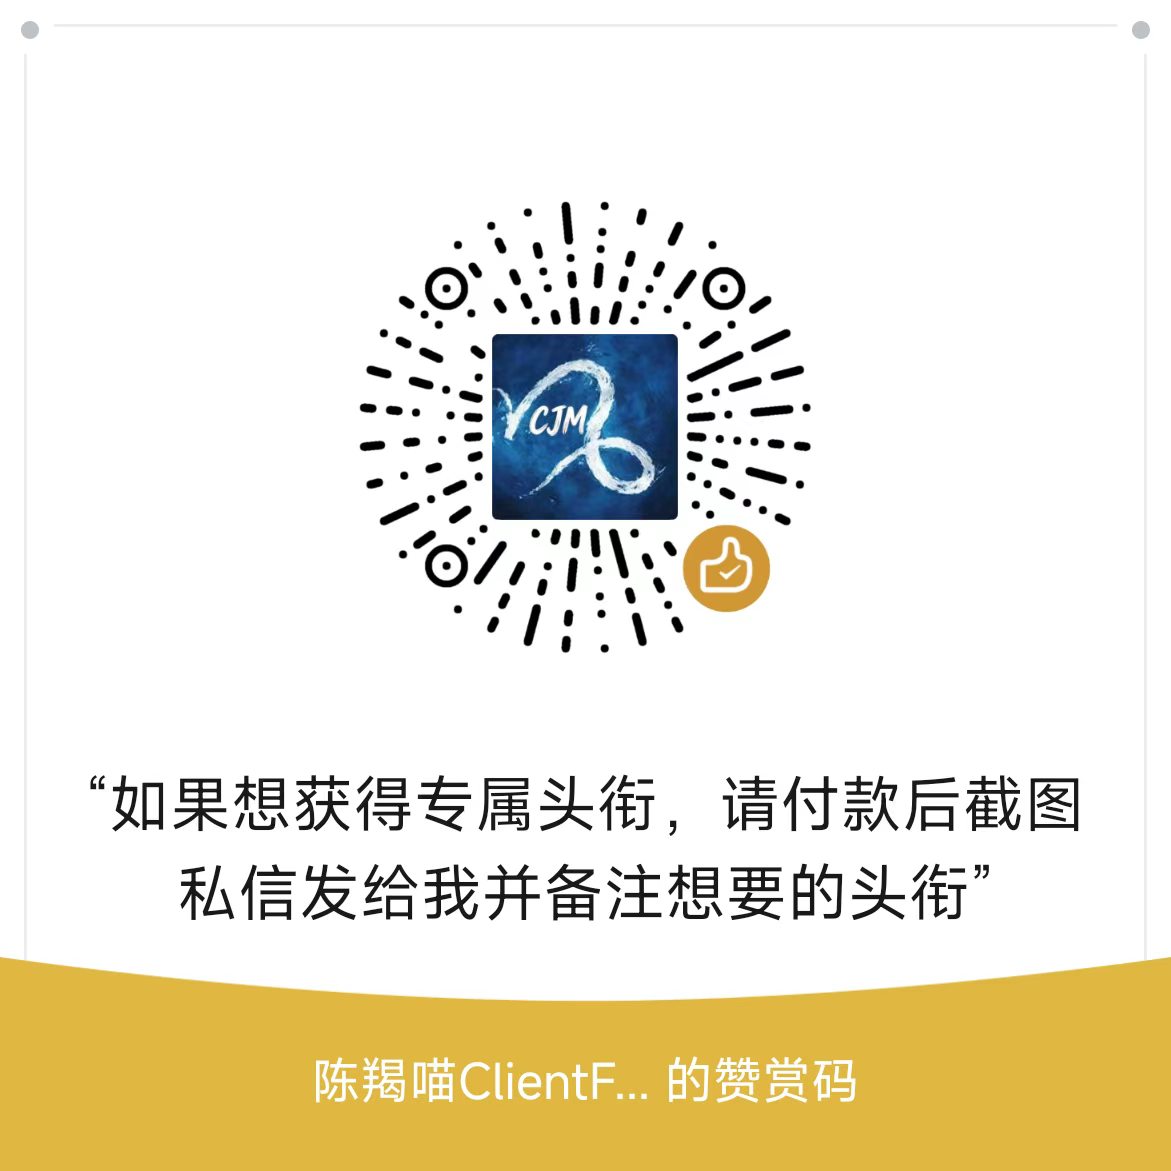 CJM
“如果想获得专属头衔，请付款后截图
私信发给我并备注想要的头衔”
陈羯喵ClientF... 的赞赏码